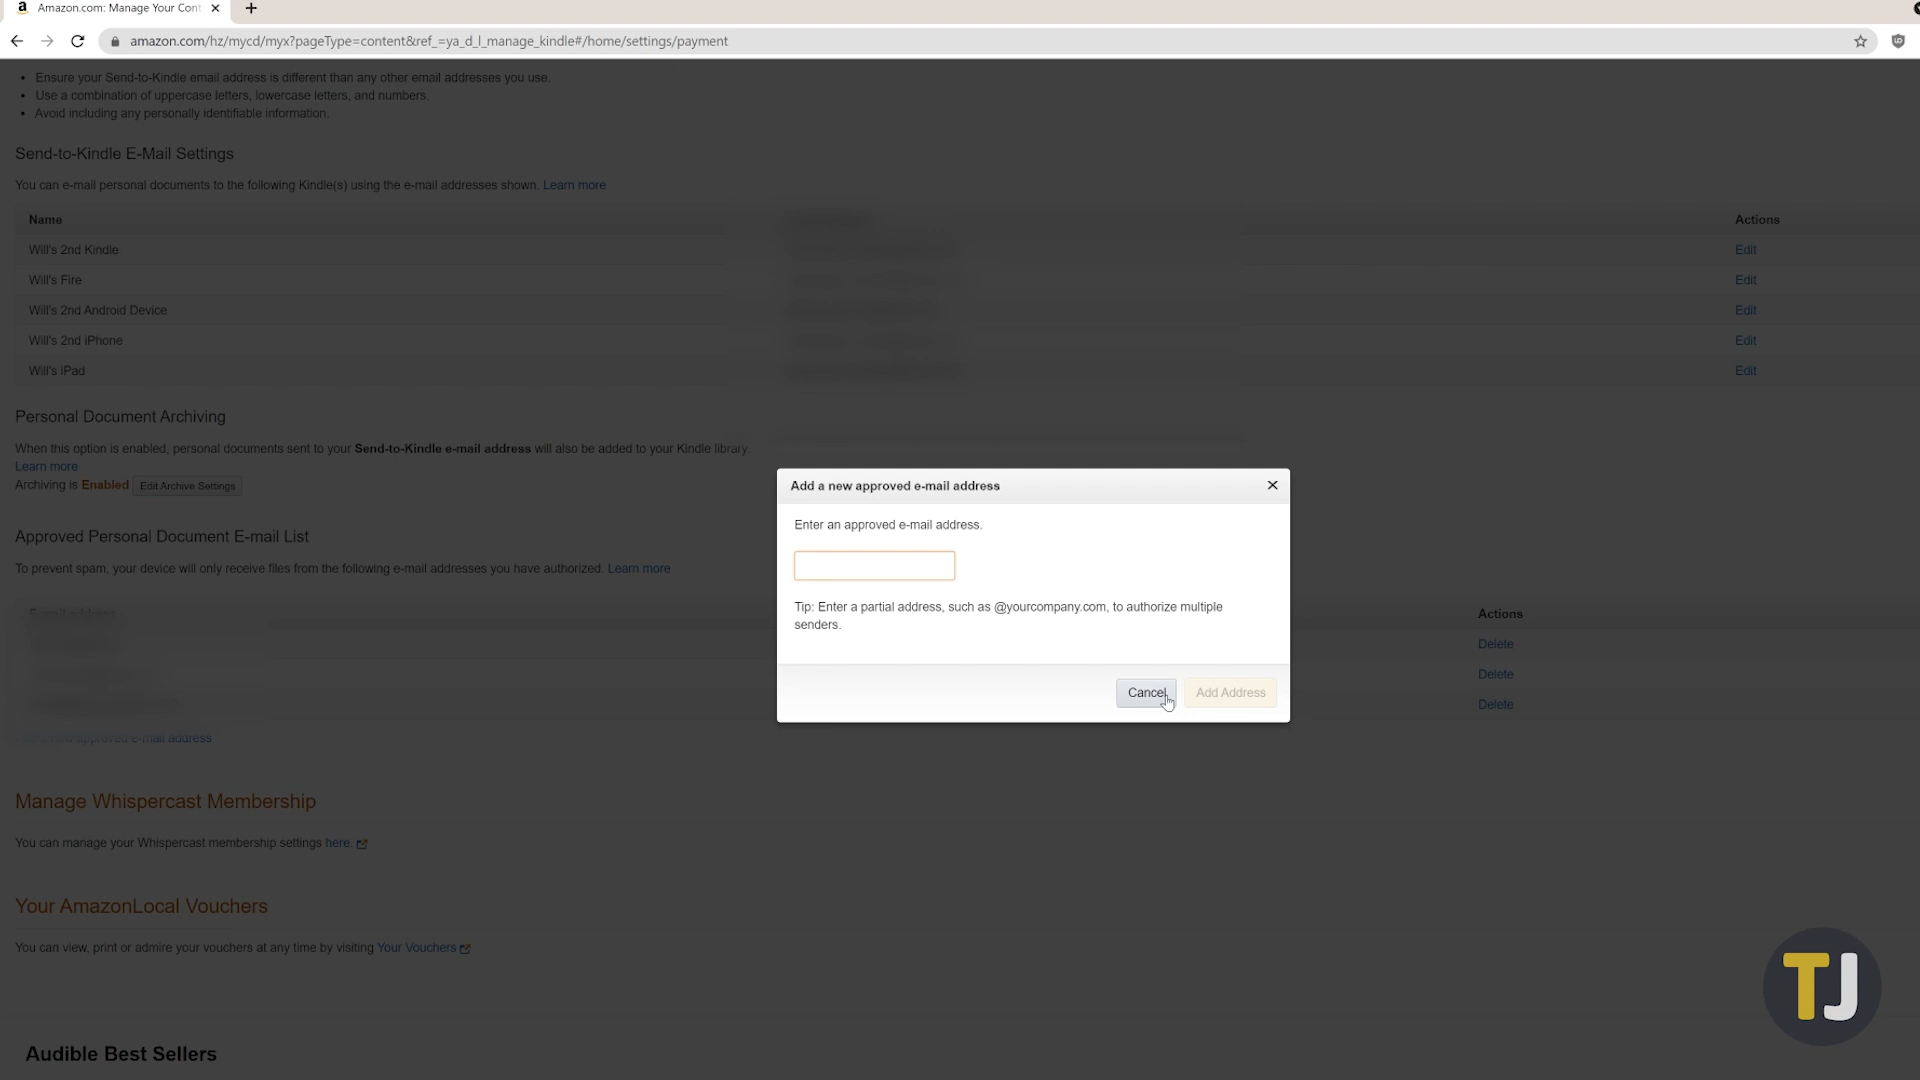 Amazon.com: Manage Your Cont
amazon.com/hz/mycd/myx?pageType=content&ref_=ya_d_l_manage_kindle#/home/settings/payment
Ensure your Send-to-Kindle email address is different than any other email addresses you use.
Use a combination of uppercase letters, lowercase letters, and numbers.
Avoid including any personally identifiable information.
Send-to-Kindle E-Mail Settings
You can e-mail personal documents to the following Kindle(s) using the e-mail addresses shown. Learn more
Name Actions
Will's 2nd Kindle Edit
Will's Fire Edit
Will's 2nd Android Device Edit
Will's 2nd iPhone Edit
Will's iPad Edit
Personal Document Archiving
When this option is enabled, personal documents sent to your Send-to-Kindle e-mail address will also be added to your Kindle library.
Learn more
Archiving is Enabled Edit Archive Settings
Add a new approved e-mail address
Enter an approved e-mail address.
Tip: Enter a partial address, such as @yourcompany.com, to authorize multiple
senders.
Cancel Add Address
Approved Personal Document E-mail List
To prevent spam, your device will only receive files from the following e-mail addresses you have authorized. Learn more
E-mail address Actions
Delete
Delete
Delete
new approved e-mail address
Manage Whispercast Membership
You can manage your Whispercast membership settings here.
Your AmazonLocal Vouchers
You can view, print or admire your vouchers at any time by visiting Your Vouchers
TJ
Audible Best Sellers